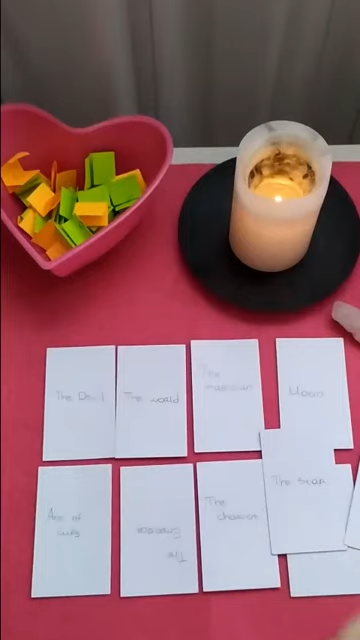 The Devil
The world
The
magician
Moon
The star
Ace of
cups
The
Emperor
The
chariot